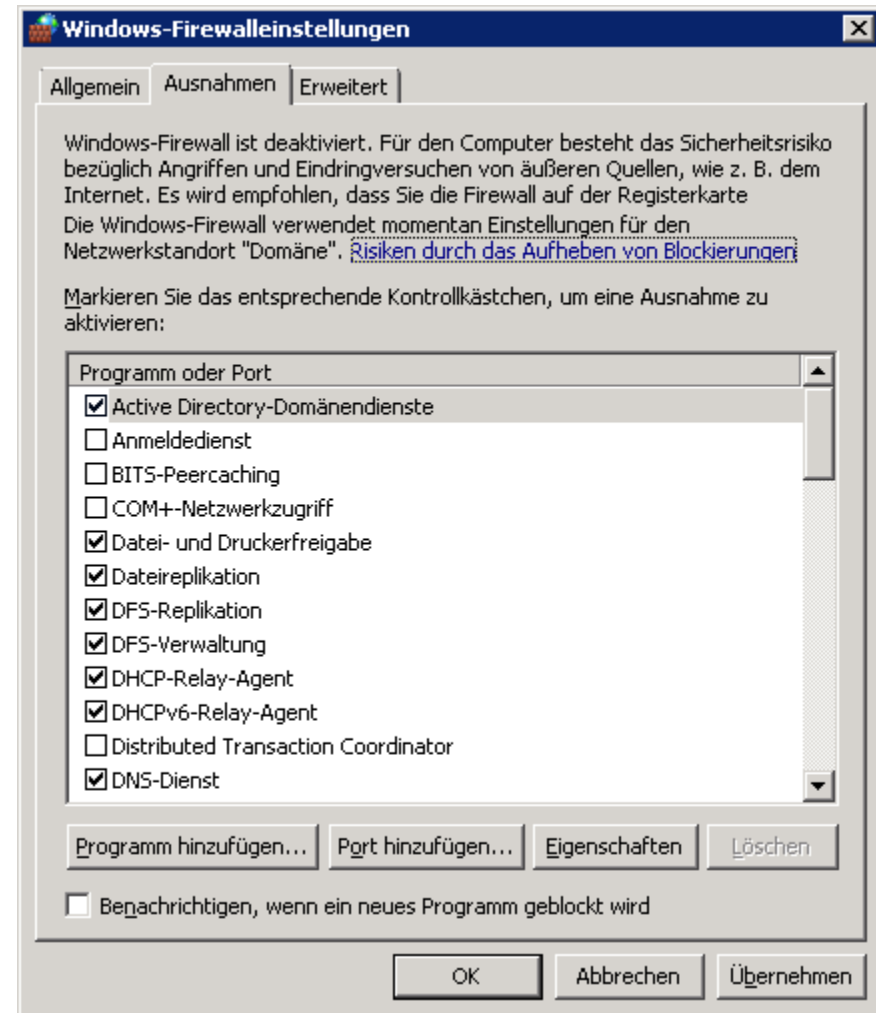 Windows-Firewalleinstellungen
Allgemein
Ausnahmen
Erweitert
Windows-Firewall ist deaktiviert. Für den Computer besteht das Sicherheitsrisiko
bezüglich Angriffen und Eindringversuchen von äußeren Quellen, wie z. B. dem
Internet. Es wird empfohlen, dass Sie die Firewall auf der Registerkarte
Die Windows-Firewall verwendet momentan Einstellungen für den
Netzwerkstandort "Domäne". Risiken durch das Aufheben von Blockierungen
Markieren Sie das entsprechende Kontrollkästchen, um eine Ausnahme zu
aktivieren:
Programm oder Port
Active Directory-Domänendienste
Anmeldedienst
BITS-Peercaching
COM+-Netzwerkzugriff
Datei- und Druckerfreigabe
Dateireplikation
DFS-Replikation
DFS-Verwaltung
DHCP-Relay-Agent
DHCPv6-Relay-Agent
Distributed Transaction Coordinator
DNS-Dienst
Programm hinzufügen... Port hinzufügen... Eigenschaften Löschen
Benachrichtigen, wenn ein neues Programm geblockt wird
OK Abbrechen Übernehmen